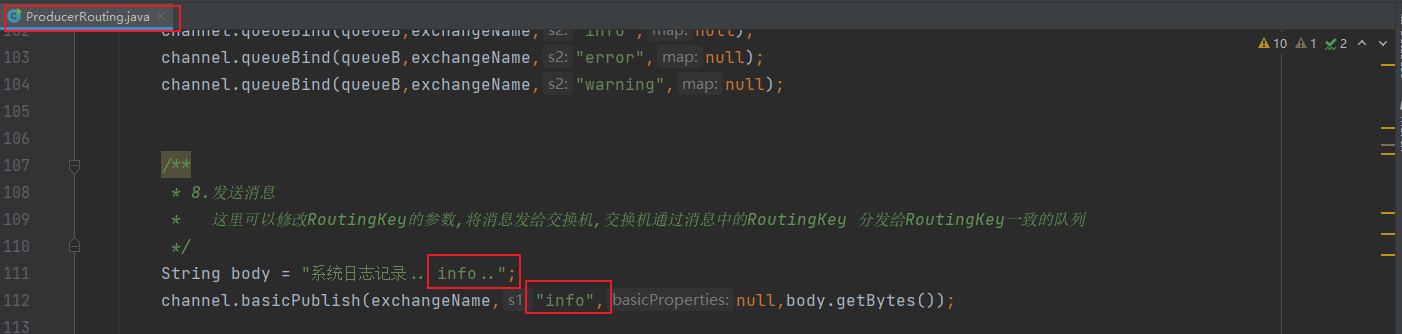 ProducerRouting.java
102 channel.queueBind(queueB,exchangeName, s2: "info", map: null);
10 1 2
103 channel.queueBind(queueB,exchangeName, s2: "error", map: null);
104 channel.queueBind(queueB,exchangeName, s2: "warning", map: null);
105
106
107 /**
108 * 8.发送消息
109 * 这里可以修改RoutingKey的参数,将消息发给交换机,交换机通过消息中的RoutingKey 分发给RoutingKey一致的队列
110 */
111 String body = "系统日志记录.. info..";
112 channel.basicPublish(exchangeName, s1 "info", basicProperties: null,body.getBytes());
113